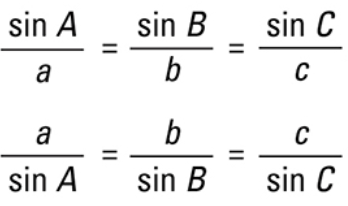 sin A / a = sin B / b = sin C / c
a / sin A = b / sin B = c / sin C